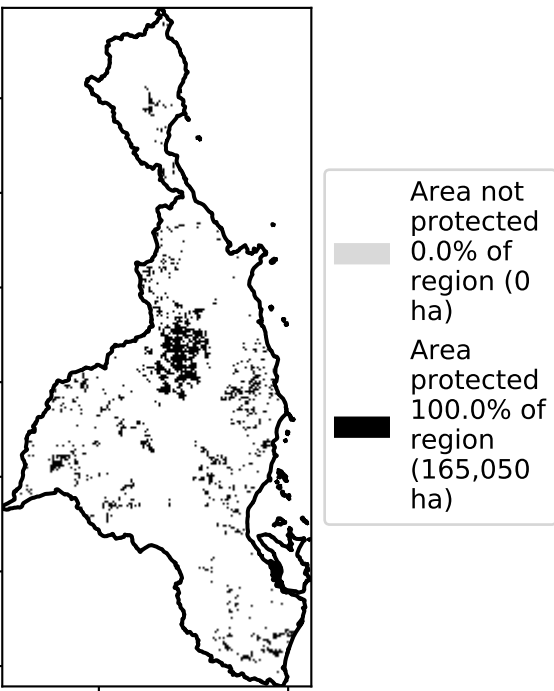 Area not
protected
0.0% of
region (0
ha)
Area
protected
100.0% of
region
(165,050
ha)